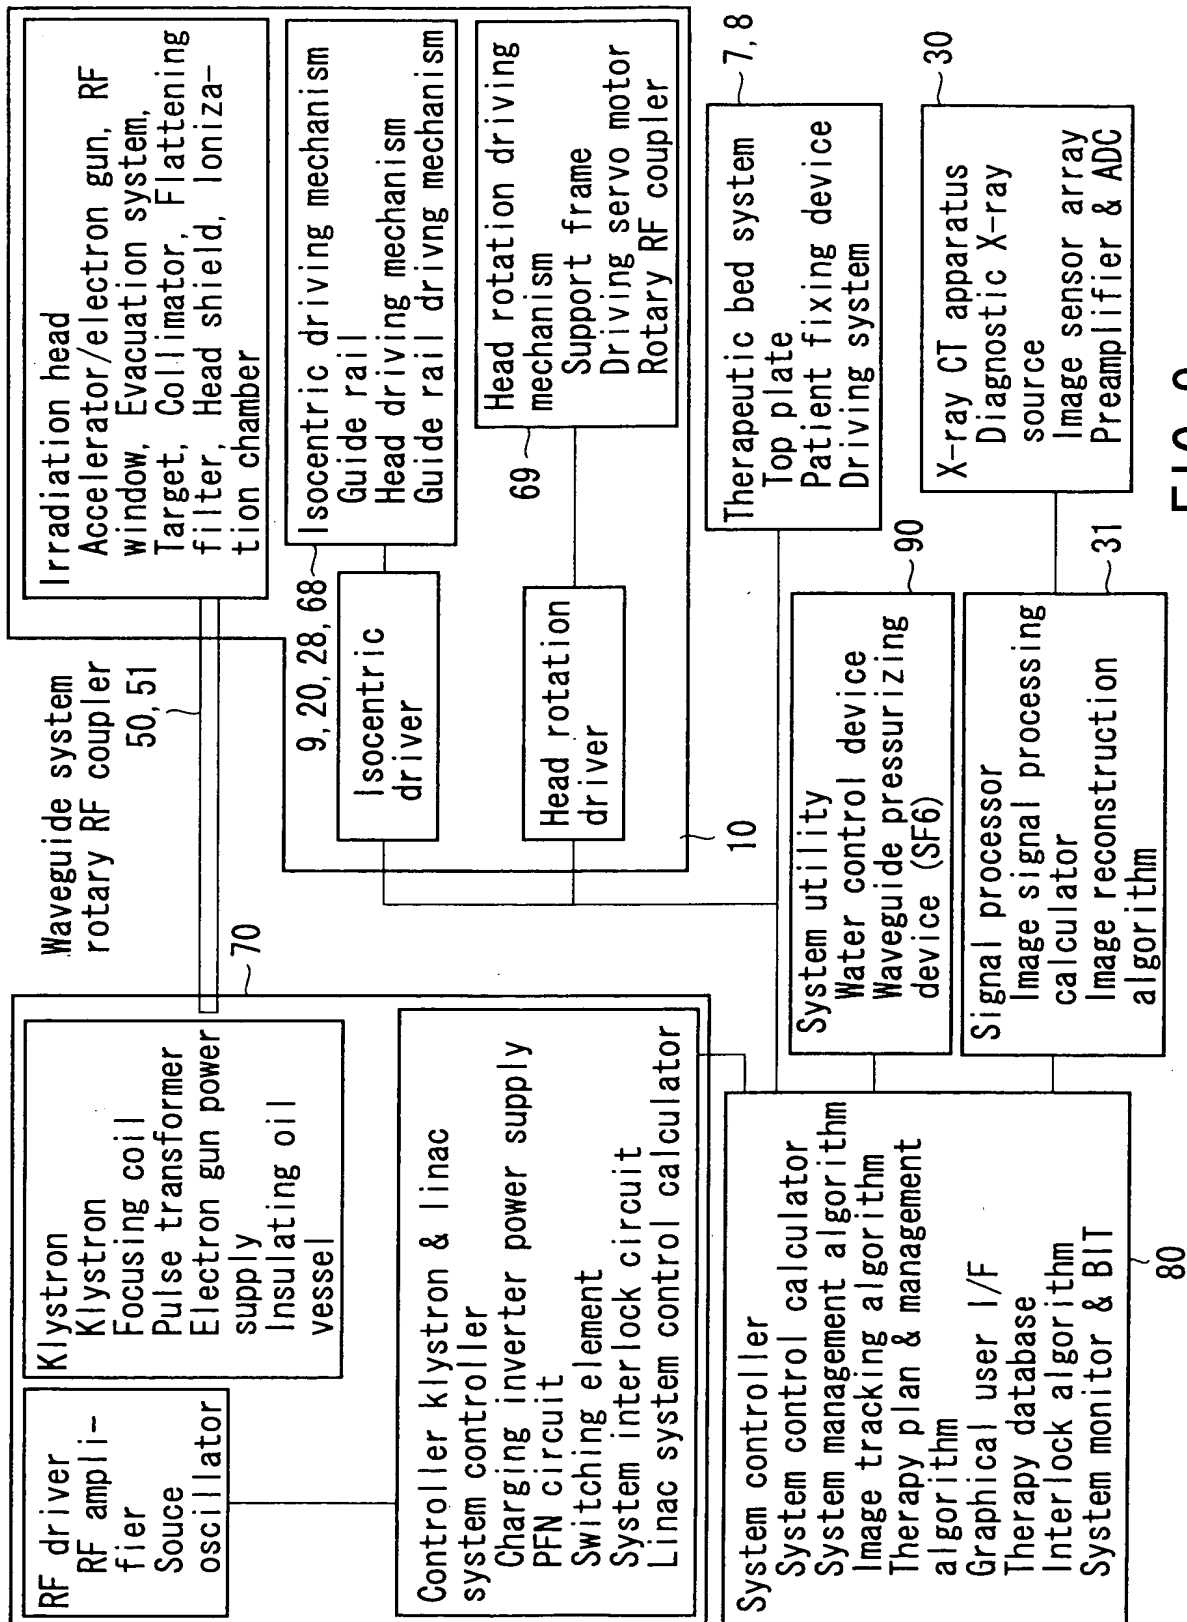 RF driver
RF ampli-
fier
Souce
oscillator
Klystron
Klystron
Focusing coil
Pulse transformer
Electron gun power
supply
Insulating oil
vessel
Controller klystron & linac
system controller
Charging inverter power supply
PFN circuit
Switching element
System interlock circuit
Linac system control calculator
70
Waveguide system
rotary RF coupler
50, 51
Irradiation head
Accelerator/electron gun, RF
window, Evacuation system,
Target, Collimator, Flattening
filter, Head shield, Ioniza-
tion chamber
9, 20, 28, 68
Isocentric
driver
Isocentric driving mechanism
Guide rail
Head driving mechanism
Guide rail drivng mechanism
Head rotation
driver
69
Head rotation driving
mechanism
Support frame
Driving servo motor
Rotary RF coupler
10
System controller
System control calculator
System management algorithm
Image tracking algorithm
Therapy plan & management
algorithm
Graphical user I/F
Therapy database
Interlock algorithm
System monitor & BIT
80
Therapeutic bed system
Top plate
Patient fixing device
Driving system
7, 8
System utility
Water control device
Waveguide pressurizing
device (SF6)
90
Signal processor
Image signal processing
calculator
Image reconstruction
algorithm
31
X-ray CT apparatus
Diagnostic X-ray
source
Image sensor array
Preamplifier & ADC
30